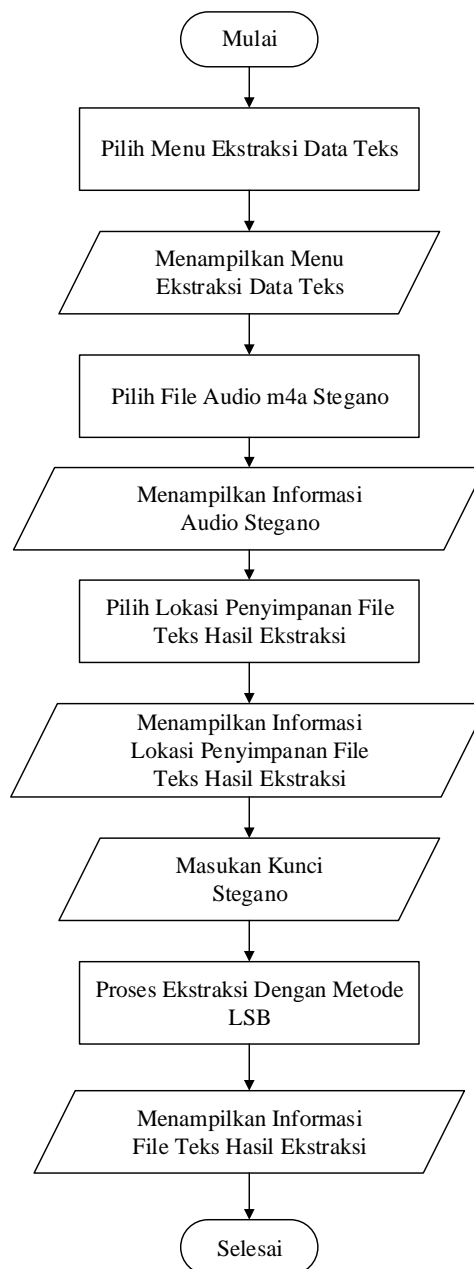 Mulai
Pilih Menu Ekstraksi Data Teks
Menampilkan Menu
Ekstraksi Data Teks
Pilih File Audio m4a Stegano
Menampilkan Informasi
Audio Stegano
Pilih Lokasi Penyimpanan File
Teks Hasil Ekstraksi
Menampilkan Informasi
Lokasi Penyimpanan File
Teks Hasil Ekstraksi
Masukan Kunci
Stegano
Proses Ekstraksi Dengan Metode
LSB
Menampilkan Informasi
File Teks Hasil Ekstraksi
Selesai